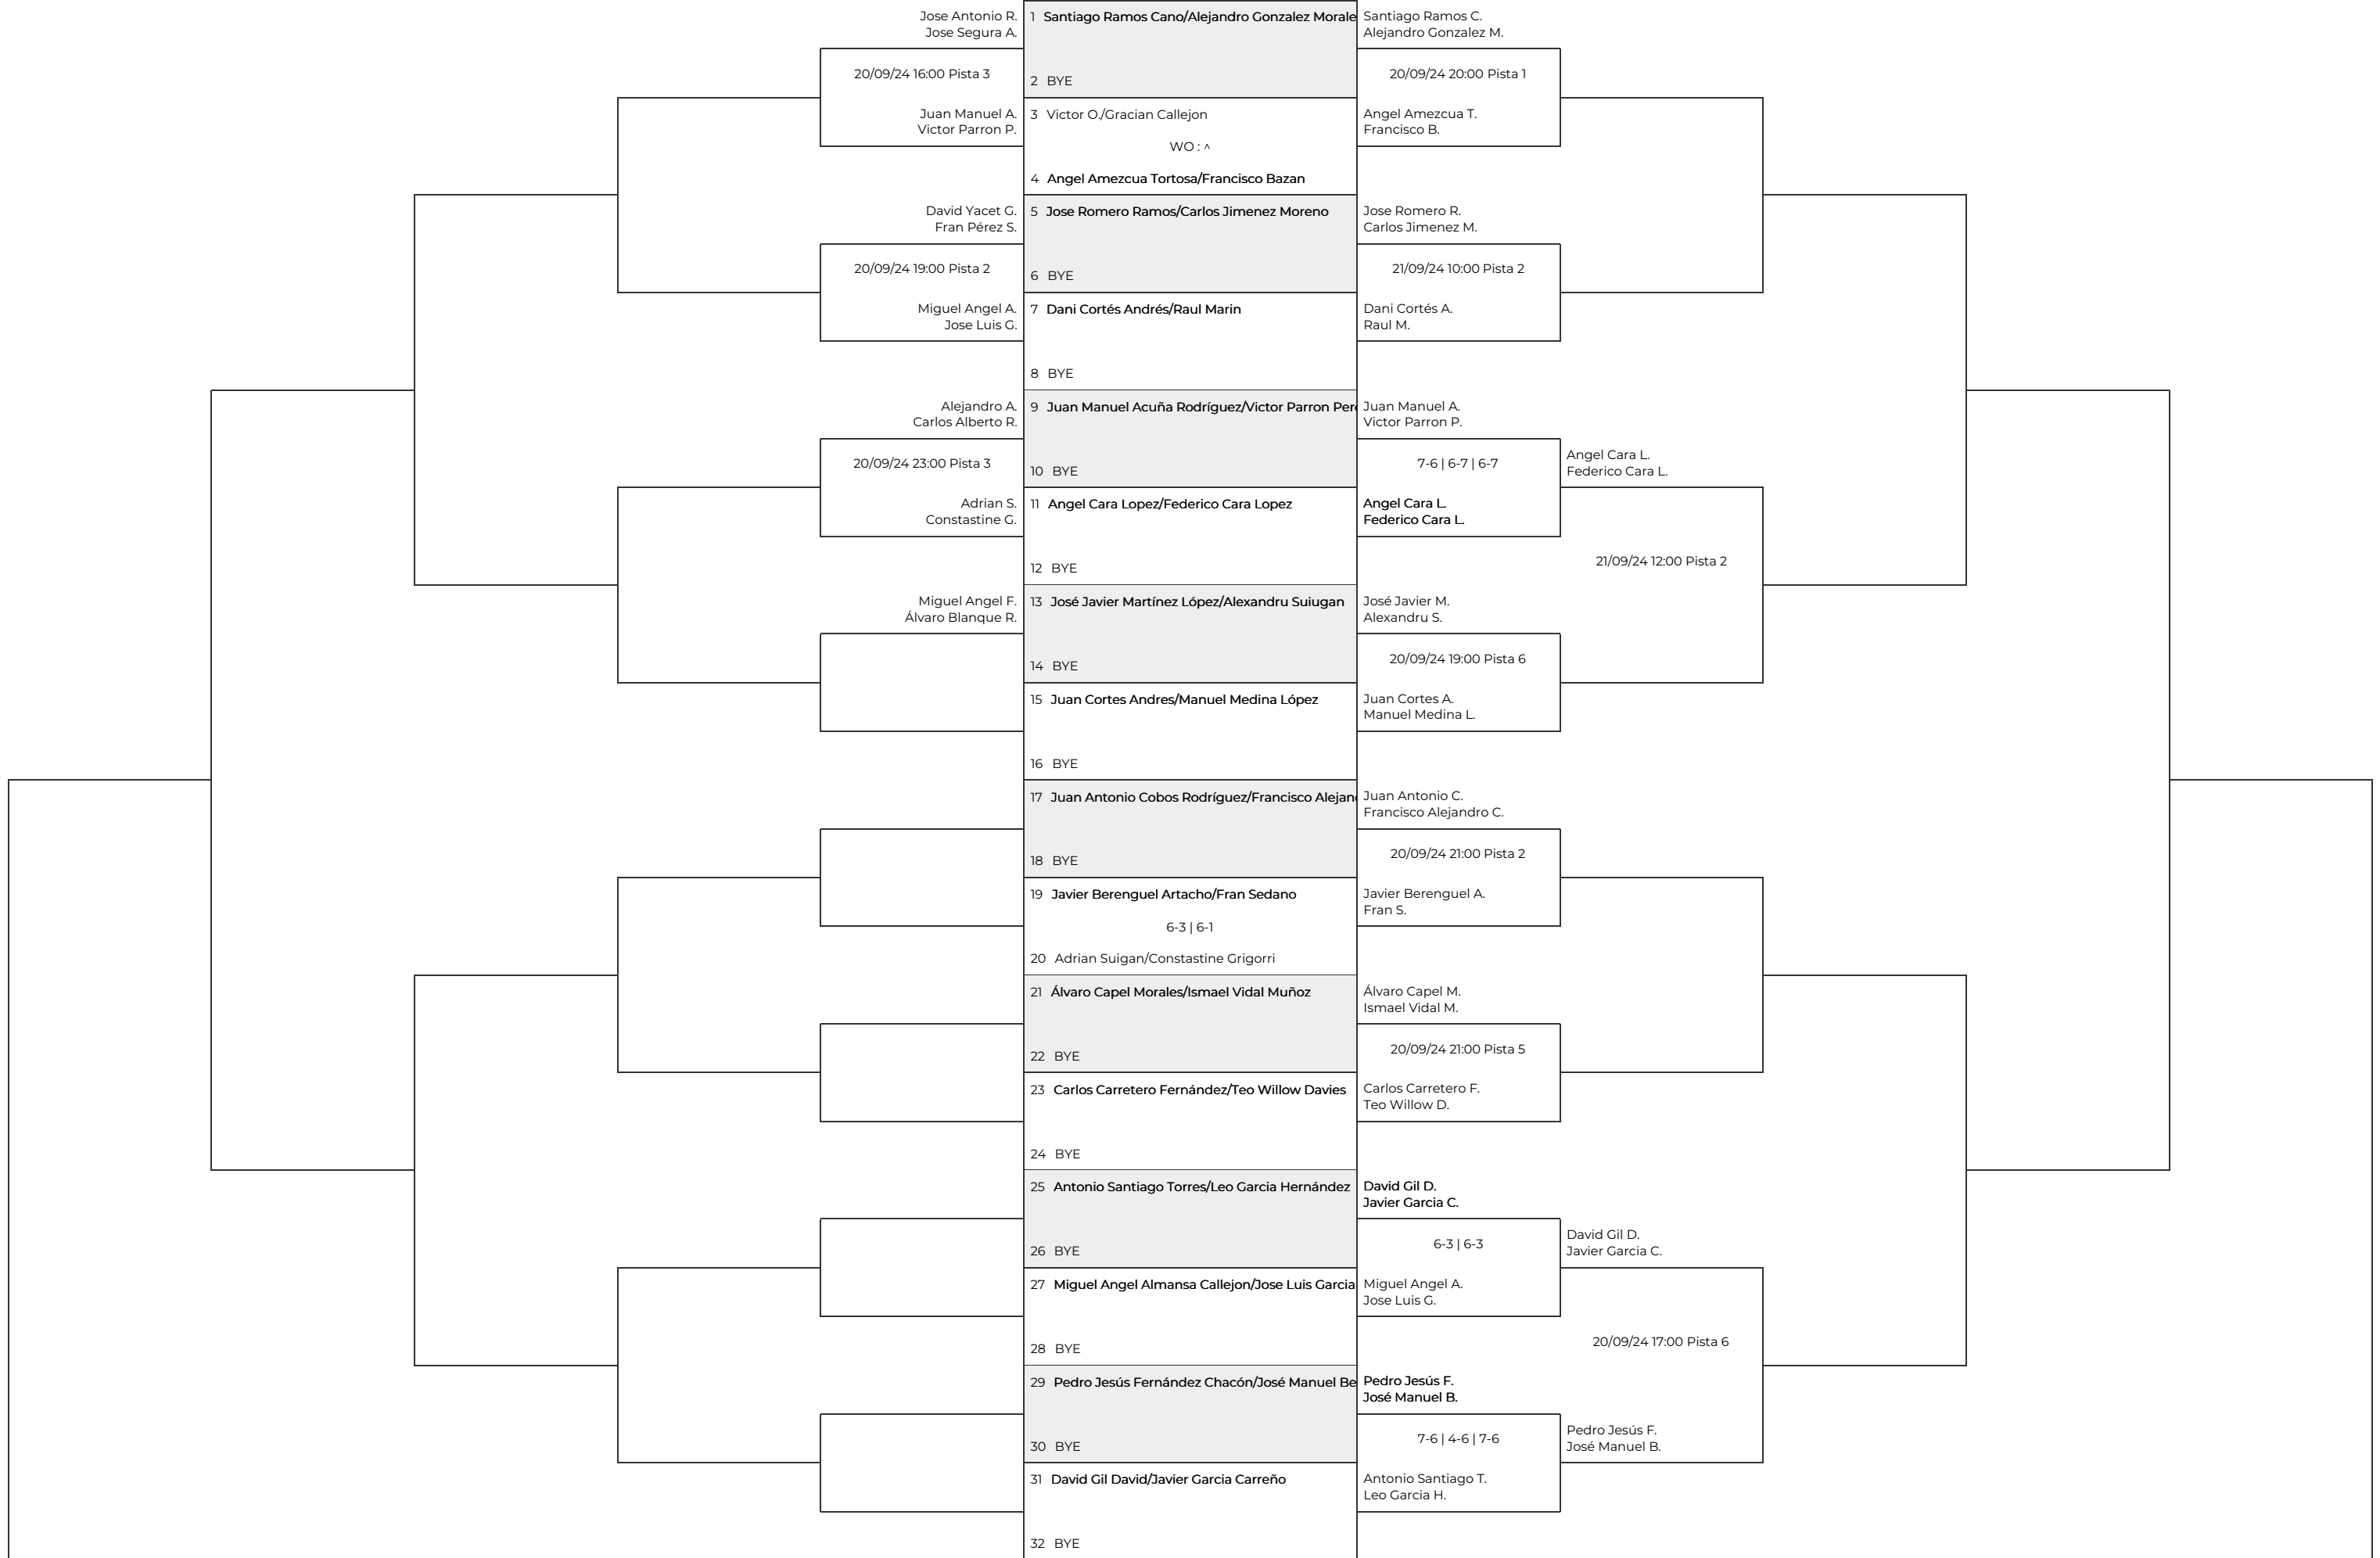 Jose Antonio R.
Jose Segura A.
20/09/24 16:00 Pista 3
Juan Manuel A.
Victor Parron P.
David Yacet G.
Fran Pérez S.
20/09/24 19:00 Pista 2
Miguel Angel A.
Jose Luis G.
Alejandro A.
Carlos Alberto R.
20/09/24 23:00 Pista 3
Adrian S.
Constastine G.
Miguel Angel F.
Álvaro Blanque R.
1 Santiago Ramos Cano/Alejandro Gonzalez Morale
2 BYE
3 Victor O./Gracian Callejon
WO : ^
4 Angel Amezcua Tortosa/Francisco Bazan
5 Jose Romero Ramos/Carlos Jimenez Moreno
6 BYE
7 Dani Cortés Andrés/Raul Marin
8 BYE
9 Juan Manuel Acuña Rodríguez/Victor Parron Per
10 BYE
11 Angel Cara Lopez/Federico Cara Lopez
12 BYE
13 José Javier Martínez López/Alexandru Suiugan
14 BYE
15 Juan Cortes Andres/Manuel Medina López
16 BYE
17 Juan Antonio Cobos Rodríguez/Francisco Alejan
18 BYE
19 Javier Berenguel Artacho/Fran Sedano
6-3 | 6-1
20 Adrian Suigan/Constastine Grigorri
21 Álvaro Capel Morales/Ismael Vidal Muñoz
22 BYE
23 Carlos Carretero Fernández/Teo Willow Davies
24 BYE
25 Antonio Santiago Torres/Leo Garcia Hernández
26 BYE
27 Miguel Angel Almansa Callejon/Jose Luis Garcia
28 BYE
29 Pedro Jesús Fernández Chacón/José Manuel Be
30 BYE
31 David Gil David/Javier Garcia Carreño
32 BYE
Santiago Ramos C.
Alejandro Gonzalez M.
20/09/24 20:00 Pista 1
Angel Amezcua T.
Francisco B.
Jose Romero R.
Carlos Jimenez M.
21/09/24 10:00 Pista 2
Dani Cortés A.
Raul M.
Juan Manuel A.
Victor Parron P.
7-6 | 6-7 | 6-7
Angel Cara L.
Federico Cara L.
José Javier M.
Alexandru S.
20/09/24 19:00 Pista 6
Juan Cortes A.
Manuel Medina L.
Juan Antonio C.
Francisco Alejandro C.
20/09/24 21:00 Pista 2
Javier Berenguel A.
Fran S.
Álvaro Capel M.
Ismael Vidal M.
20/09/24 21:00 Pista 5
Carlos Carretero F.
Teo Willow D.
David Gil D.
Javier Garcia C.
6-3 | 6-3
Miguel Angel A.
Jose Luis G.
Pedro Jesús F.
José Manuel B.
7-6 | 4-6 | 7-6
Antonio Santiago T.
Leo Garcia H.
Angel Cara L.
Federico Cara L.
21/09/24 12:00 Pista 2
David Gil D.
Javier Garcia C.
20/09/24 17:00 Pista 6
Pedro Jesús F.
José Manuel B.